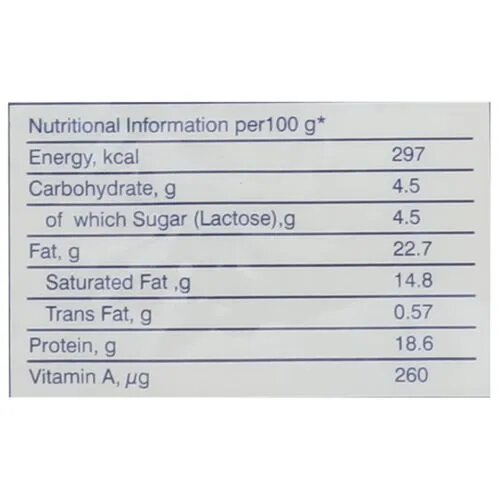 Nutritional Information per100 g*
Energy, kcal 297
Carbohydrate, g 4.5
of which Sugar (Lactose),g 4.5
Fat, g 22.7
Saturated Fat ,g 14.8
Trans Fat, g 0.57
Protein, g 18.6
Vitamin A, µg 260